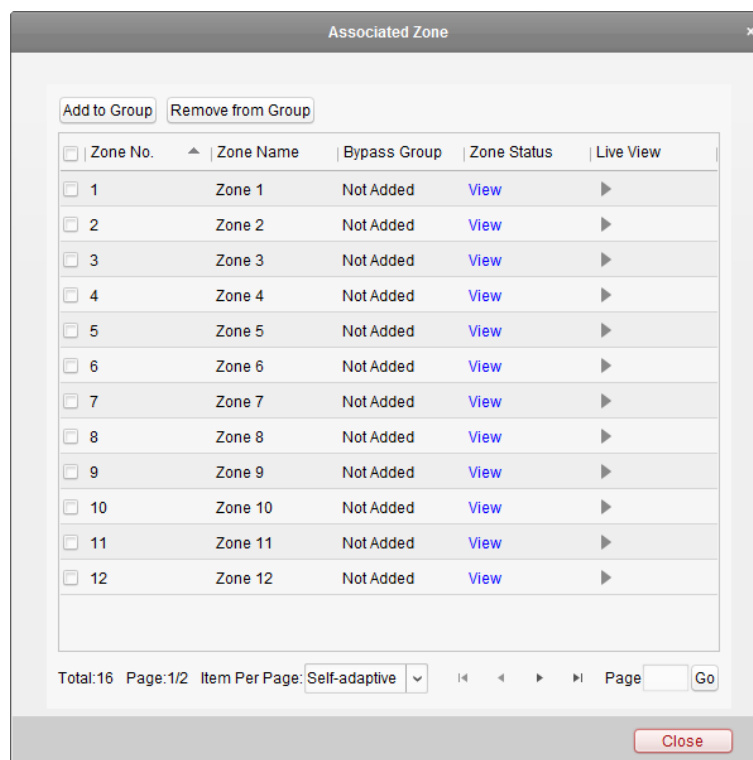 Associated Zone ×
Add to Group Remove from Group
Zone No. Zone Name Bypass Group Zone Status Live View
1 Zone 1 Not Added View
2 Zone 2 Not Added View
3 Zone 3 Not Added View
4 Zone 4 Not Added View
5 Zone 5 Not Added View
6 Zone 6 Not Added View
7 Zone 7 Not Added View
8 Zone 8 Not Added View
9 Zone 9 Not Added View
10 Zone 10 Not Added View
11 Zone 11 Not Added View
12 Zone 12 Not Added View
Total:16 Page:1/2 Item Per Page: Self-adaptive Page Go
Close